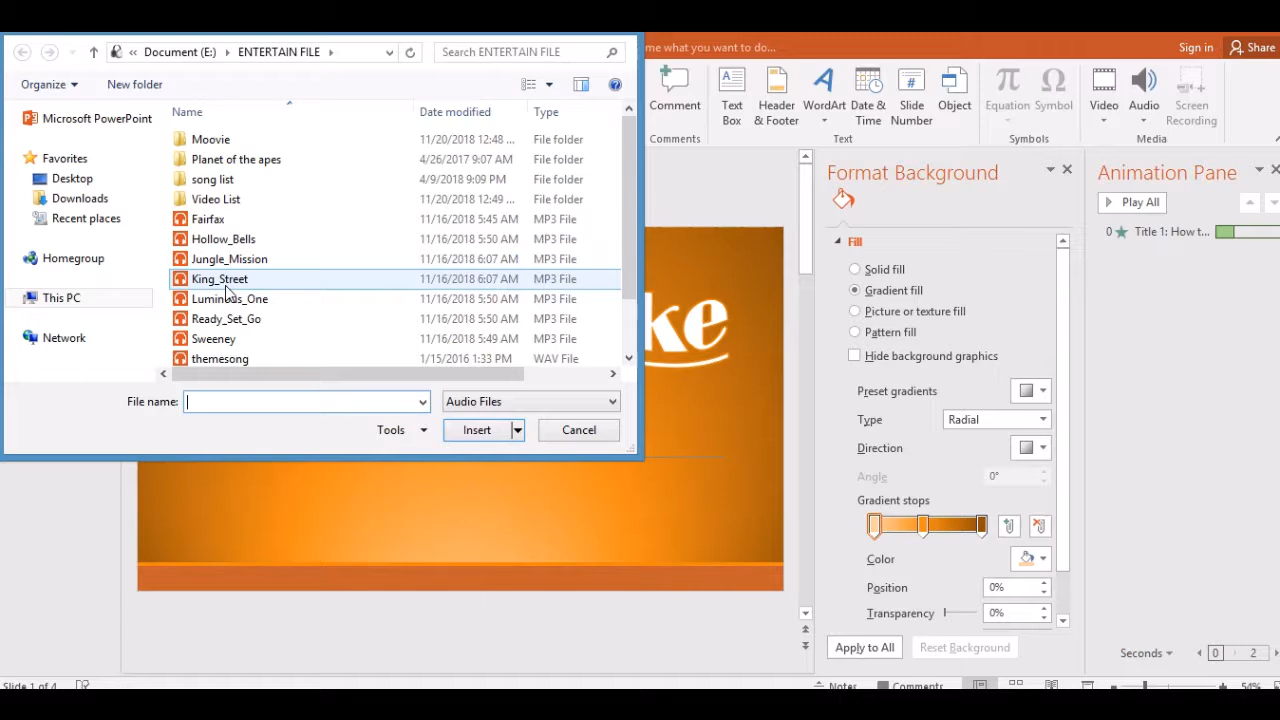 « Document (E:) ENTERTAIN FILE
Search ENTERTAIN FILE
Organize
New folder
Microsoft PowerPoint
Favorites
Desktop
Downloads
Recent places
Homegroup
This PC
Network
Name Date modified Type
Moovie 11/20/2018 12:48 ... File folder
Planet of the apes 4/26/2017 9:07 AM File folder
song list 4/9/2018 9:09 PM File folder
Video List 11/20/2018 12:49 ... File folder
Fairfax 11/16/2018 5:45 AM MP3 File
Hollow_Bells 11/16/2018 5:50 AM MP3 File
Jungle_Mission 11/16/2018 6:07 AM MP3 File
King_Street 11/16/2018 6:07 AM MP3 File
Luminous_One 11/16/2018 5:50 AM MP3 File
Ready_Set_Go 11/16/2018 5:50 AM MP3 File
Sweeney 11/16/2018 5:49 AM MP3 File
themesong 1/15/2016 1:33 PM WAV File
File name:
Audio Files
Tools
Insert
Cancel
me what you want to do...
Sign in
Share
Comment
Text Box
Header & Footer
WordArt
Date & Time
Slide Number
Object
Equation
Symbol
Video
Audio
Screen Recording
Comments
Text
Symbols
Media
ke
Format Background
Fill
Solid fill
Gradient fill
Picture or texture fill
Pattern fill
Hide background graphics
Preset gradients
Type Radial
Direction
Angle 0°
Gradient stops
Color
Position 0%
Transparency 0%
Apply to All
Reset Background
Animation Pane
Play All
0 Title 1: How t...
Seconds 0 2
Slide 1 of 4
Notes
Comments
54%